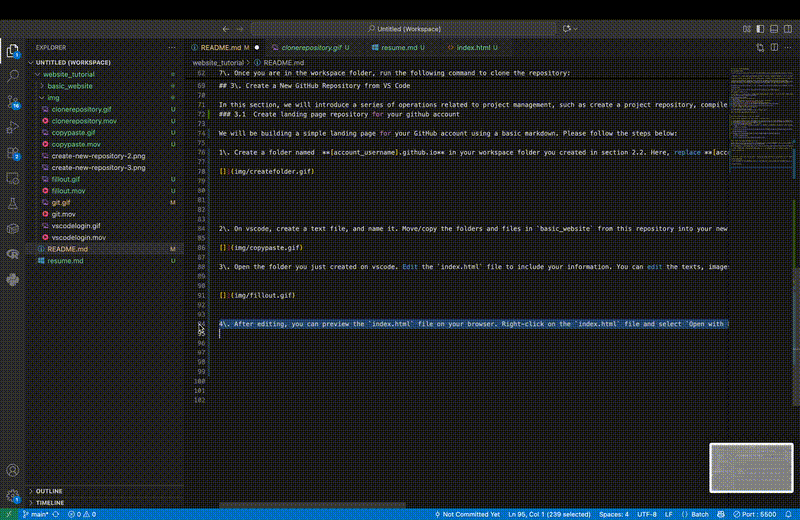 Untitled (Workspace)
EXPLORER
README.md M
clonerepository.gif U
resume.md U
index.html U
UNTITLED (WORKSPACE)
website_tutorial
basic_website
img
clonerepository.gif U
clonerepository.mov U
copypaste.gif U
copypaste.mov U
create-new-repository-2.png
create-new-repository-3.png
fillout.gif U
fillout.mov U
git.gif M
git.mov
vscodelogin.gif
vscodelogin.mov
README.md M
resume.md U
OUTLINE
TIMELINE
website_tutorial > README.md
62 7\. Once you are in the workspace folder, run the following command to clone the repository:
69 ## 3\. Create a New GitHub Repository from VS Code
70
71 In this section, we will introduce a series of operations related to project management, such as create a project repository, compile
72 ### 3.1 Create landing page repository for your github account
73
74 We will be building a simple landing page for your GitHub account using a basic markdown. Please follow the steps below:
75
76 1\. Create a folder named **[account_username].github.io** in your workspace folder you created in section 2.2. Here, replace **[acc
77
78 [](img/createfolder.gif)
79
80
81
82
83
84 2\. On vscode, create a text file, and name it. Move/copy the folders and files in `basic_website` from this repository into your new
85
86 [](img/copypaste.gif)
87
88 3\. Open the folder you just created on vscode. Edit the `index.html` file to include your information. You can edit the texts, image
89
90
91 [](img/fillout.gif)
92
93
94 4\. After editing, you can preview the `index.html` file on your browser. Right-click on the `index.html` file and select `Open with
95
96
97
98
99
100
101
102
main* 0 0 Not Committed Yet Ln 95, Col 1 (239 selected) Spaces: 4 UTF-8 LF {} Batch Port : 5500